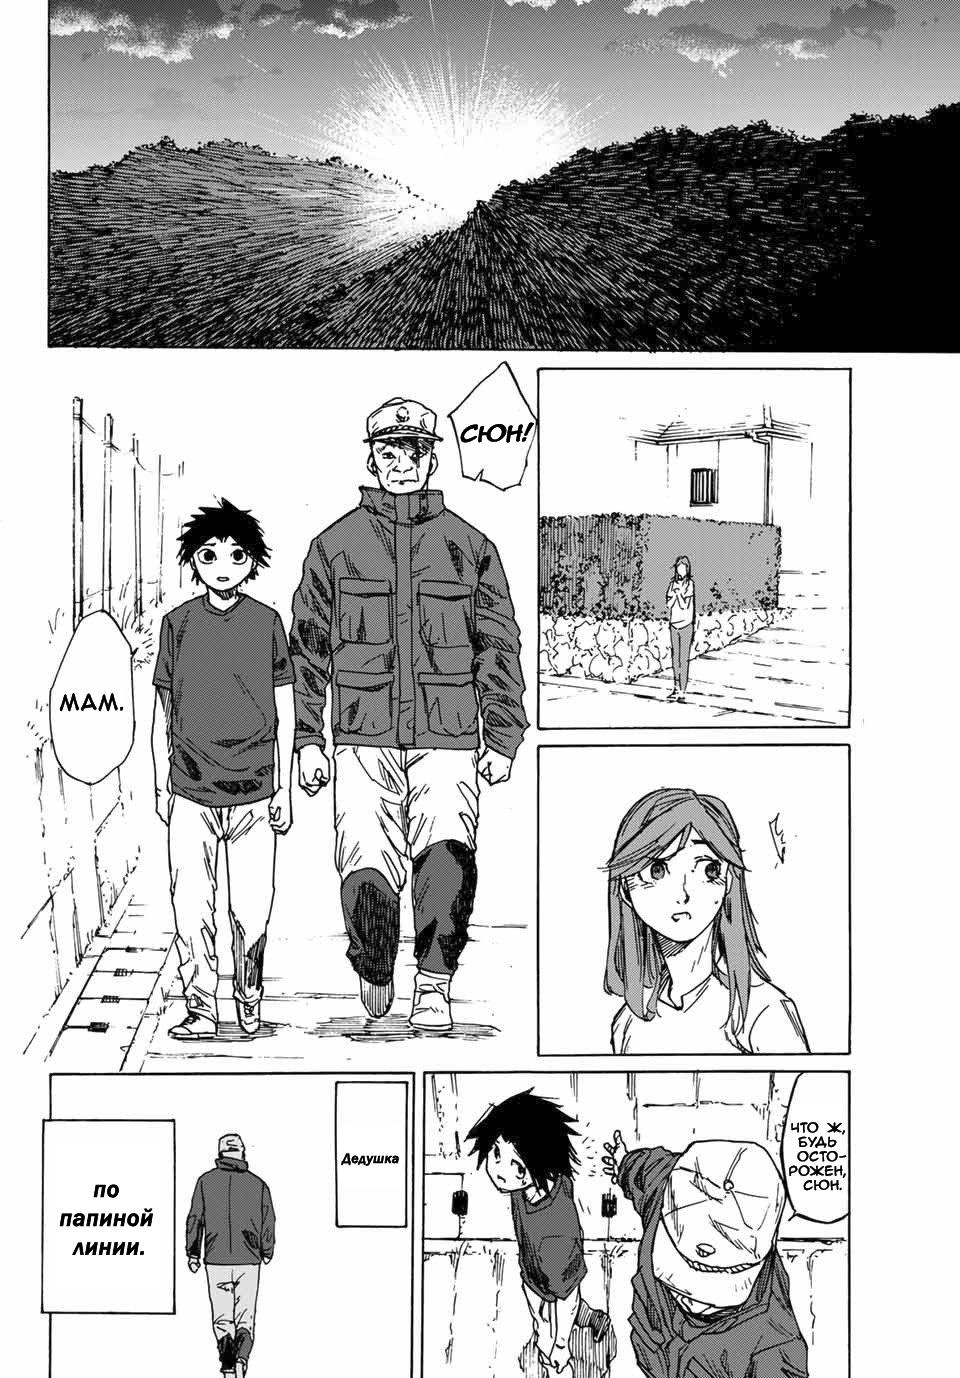 СЮН!
МАМ.
ЧТО Ж,
БУДЬ
ОСТО-
РОЖЕН,
СЮН.
Дедушка
ПО
ПАПИНОЙ
ЛИНИИ.